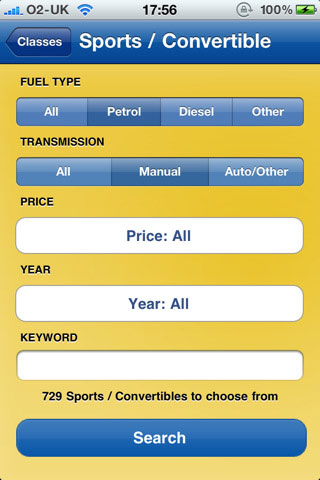 O2-UK 17:56 100%
Classes Sports / Convertible
FUEL TYPE
All Petrol Diesel Other
TRANSMISSION
All Manual Auto/Other
PRICE
Price: All
YEAR
Year: All
KEYWORD
729 Sports / Convertibles to choose from
Search